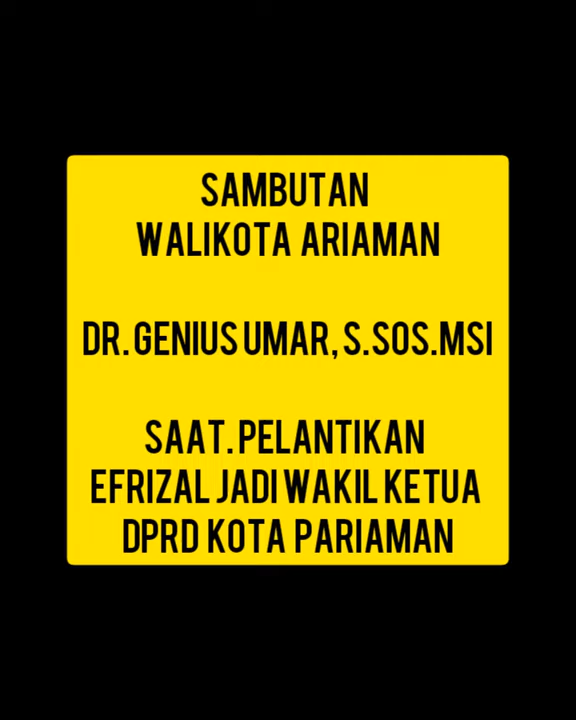 SAMBUTAN
WALIKOTA ARIAMAN
DR. GENIUS UMAR, S.SOS.MSI
SAAT. PELANTIKAN
EFRIZAL JADI WAKIL KETUA
DPRD KOTA PARIAMAN